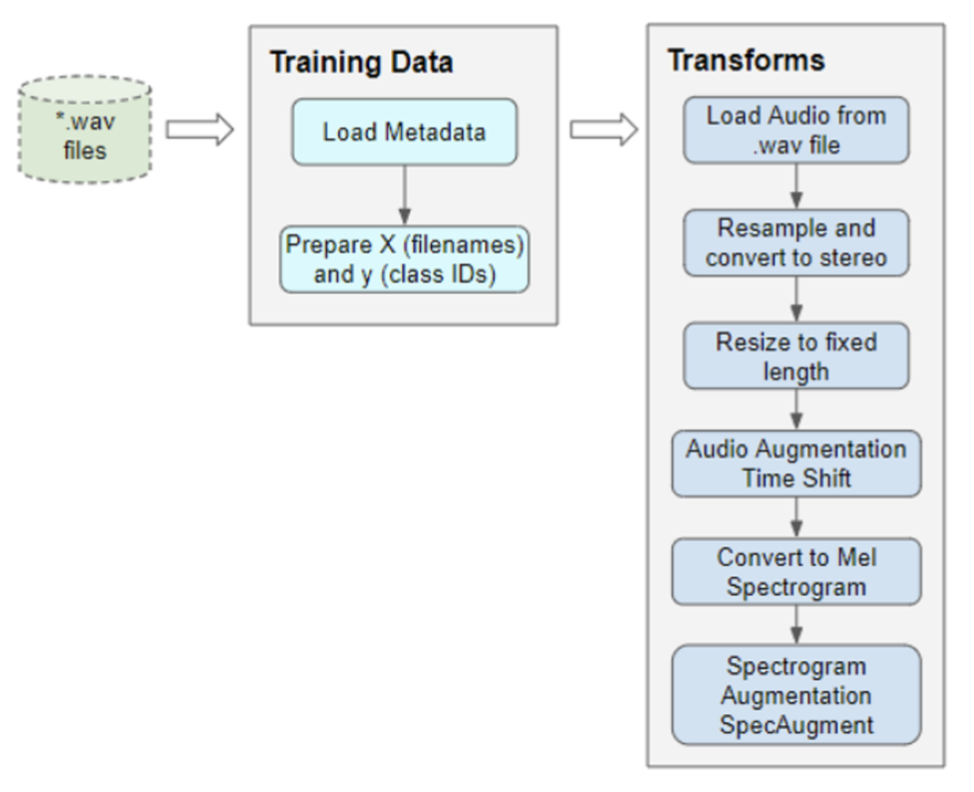 *.wav
files
Training Data
Load Metadata
Prepare X (filenames)
and y (class IDs)
Transforms
Load Audio from
.wav file
Resample and
convert to stereo
Resize to fixed
length
Audio Augmentation
Time Shift
Convert to Mel
Spectrogram
Spectrogram
Augmentation
SpecAugment